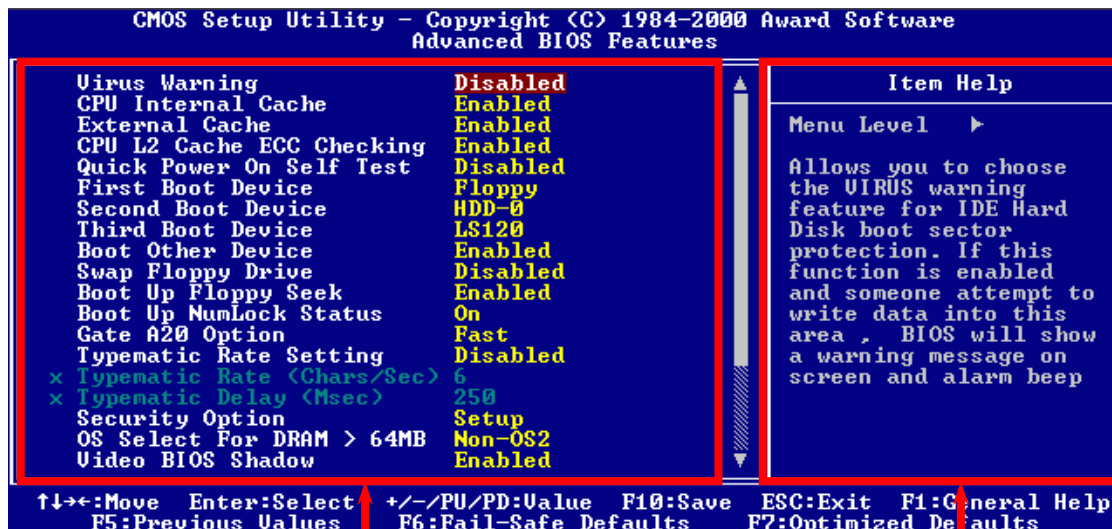 CMOS Setup Utility – Copyright (C) 1984–2000 Award Software
Advanced BIOS Features
Virus Warning Disabled
CPU Internal Cache Enabled
External Cache Enabled
CPU L2 Cache ECC Checking Enabled
Quick Power On Self Test Disabled
First Boot Device Floppy
Second Boot Device HDD-0
Third Boot Device LS120
Boot Other Device Enabled
Swap Floppy Drive Disabled
Boot Up Floppy Seek Enabled
Boot Up NumLock Status On
Gate A20 Option Fast
Typematic Rate Setting Disabled
x Typematic Rate (Chars/Sec) 6
x Typematic Delay (Msec) 250
Security Option Setup
OS Select For DRAM > 64MB Non-OS2
Video BIOS Shadow Enabled
Item Help
Menu Level ▶
Allows you to choose
the VIRUS warning
feature for IDE Hard
Disk boot sector
protection. If this
function is enabled
and someone attempt to
write data into this
area , BIOS will show
a warning message on
screen and alarm beep
↑↓→←:Move Enter:Select +/-/PU/PD:Value F10:Save ESC:Exit F1:General Help
F5:Previous Values F6:Fail-Safe Defaults F7:Optimized Defaults